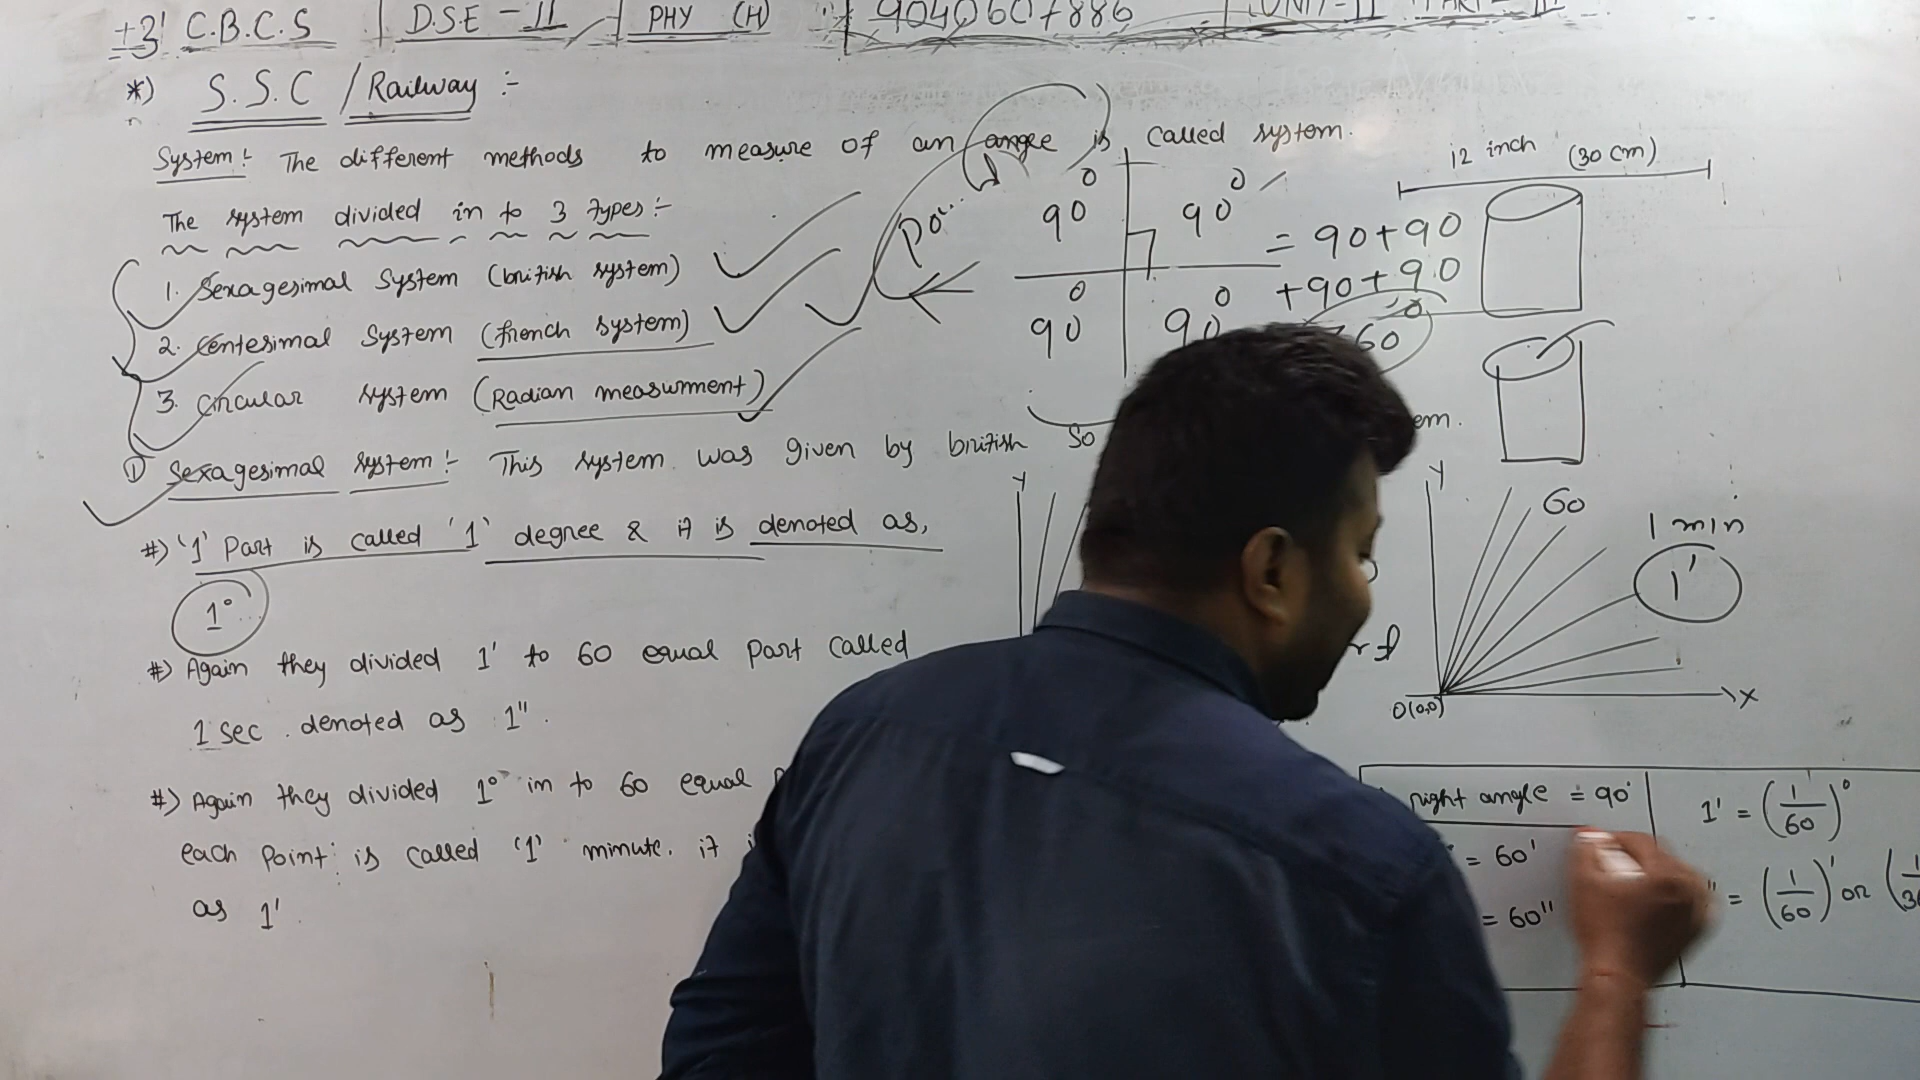 +3' C.B.C.S | DSE-II | PHY (H) 9040607886 UNIT-II PART-II
*) S.S.C / Railway :-
System:- The different methods to measure of an angle is called system.
The system divided in to 3 types:-
1. Sexagesimal System (british system)
2. Centesimal System (french system)
3. Circular system (Radian measurment)
① Sexagesimal system:- This system was given by british so
em.
#) '1' Part is called '1' degree & it is denoted as,
1°
#) Again they divided 1' to 60 equal part called
1 sec. denoted as 1".
#) Again they divided 1° in to 60 equal
each point is called '1' minute. it
as 1'.
90° 90°
90° 90
= 90+90
+90+90
60°
12 inch (30 cm)
Y
Y
60
1 min
1'
O(0,0) X
right angle = 90°
= 60'
= 60"
1' = (1/60)°
" = (1/60)' or